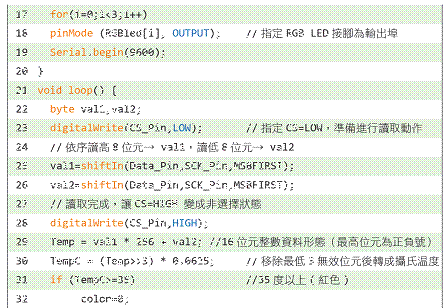 17 for(i=0;i<3;i++)
18 pinMode (RGBled[i], OUTPUT); // 指定 RGB LED 接腳為輸出埠
19 Serial.begin(9600);
20 }
21 void loop() {
22 byte val1,val2;
23 digitalWrite(CS_Pin,LOW); // 指定 CS=LOW，準備進行讀取動作
24 // 依序讀高 8 位元→ val1，讀低 8 位元→ val2
25 val1=shiftIn(Data_Pin,SCK_Pin,MSBFIRST);
26 val2=shiftIn(Data_Pin,SCK_Pin,MSBFIRST);
27 // 讀取完成，讓 CS=HIGH 變成非選擇狀態
28 digitalWrite(CS_Pin,HIGH);
29 Temp = val1 * 256 + val2; //16 位元整數資料形態（最高位元為正負號）
30 TempC = (Temp>>3) * 0.0625; // 移除最低 3 無效位元後轉成攝氏溫度
31 if (TempC>=35) //35 度以上（紅色）
32 color=0;